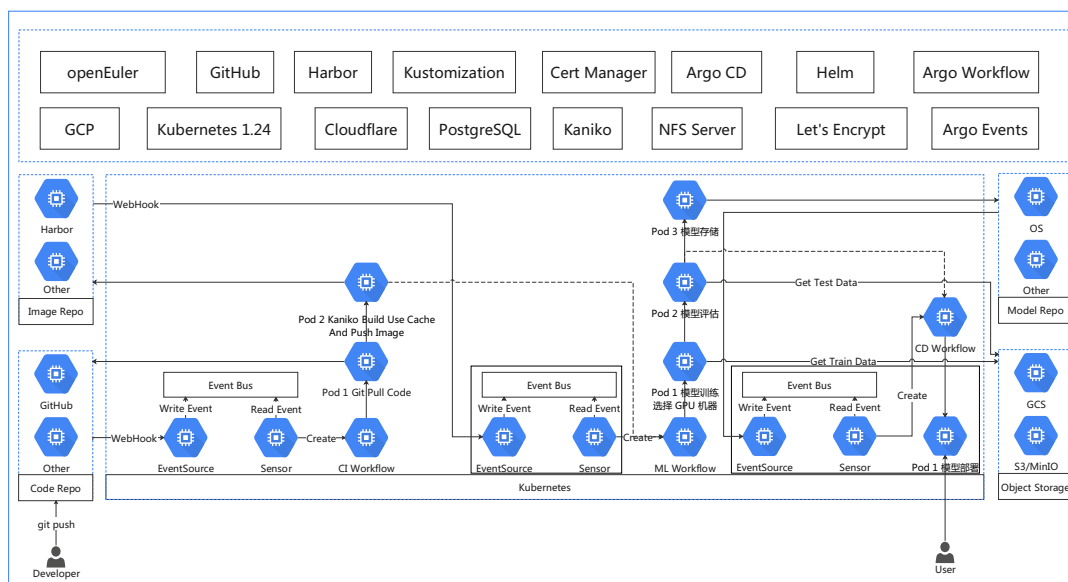 openEuler
GitHub
Harbor
Kustomization
Cert Manager
Argo CD
Helm
Argo Workflow
GCP
Kubernetes 1.24
Cloudflare
PostgreSQL
Kaniko
NFS Server
Let's Encrypt
Argo Events
Harbor
Other
Image Repo
WebHook
Pod 3 模型存储
OS
Other
Model Repo
Pod 2 Kaniko Build Use Cache
And Push Image
Pod 2 模型评估
Get Test Data
CD Workflow
GitHub
Other
Code Repo
Event Bus
Write Event
Read Event
WebHook
EventSource
Sensor
Create
Pod 1 Git Pull Code
CI Workflow
Event Bus
Write Event
Read Event
EventSource
Sensor
Create
Pod 1 模型训练
选择 GPU 机器
ML Workflow
Get Train Data
Event Bus
Write Event
Read Event
EventSource
Sensor
Create
Pod 1 模型部署
GCS
S3/MinIO
Object Storage
Kubernetes
git push
Developer
User